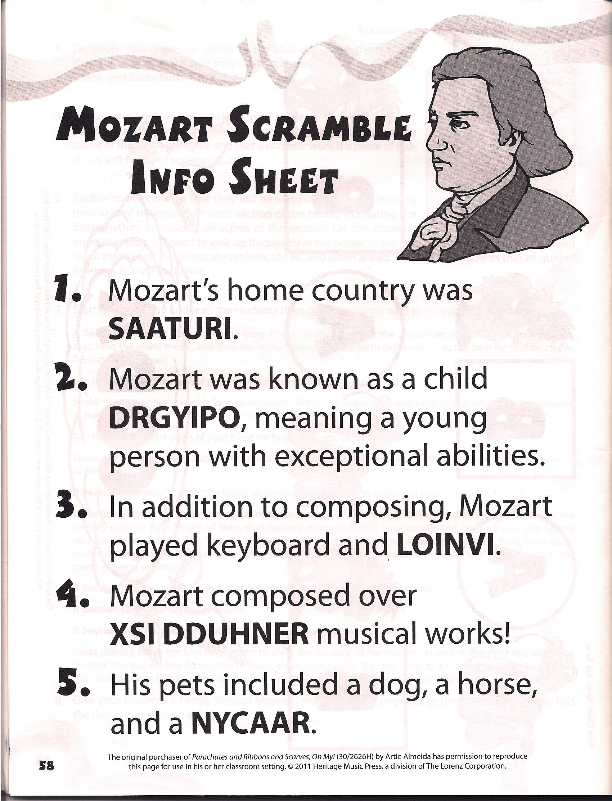 MOZART SCRAMBLE
INFO SHEET
1. Mozart's home country was
SAATURI.
2. Mozart was known as a child
DRGYIPO, meaning a young
person with exceptional abilities.
3. In addition to composing, Mozart
played keyboard and LOINVI.
4. Mozart composed over
XSI DDUHNER musical works!
5. His pets included a dog, a horse,
and a NYCAAR.
58
The original purchaser of Parachutes and Ribbons and Scarves, Oh My! (30/2626H) by Artie Almeida has permission to reproduce
this page for use in his or her classroom setting. © 2011 Heritage Music Press, a division of The Lorenz Corporation.